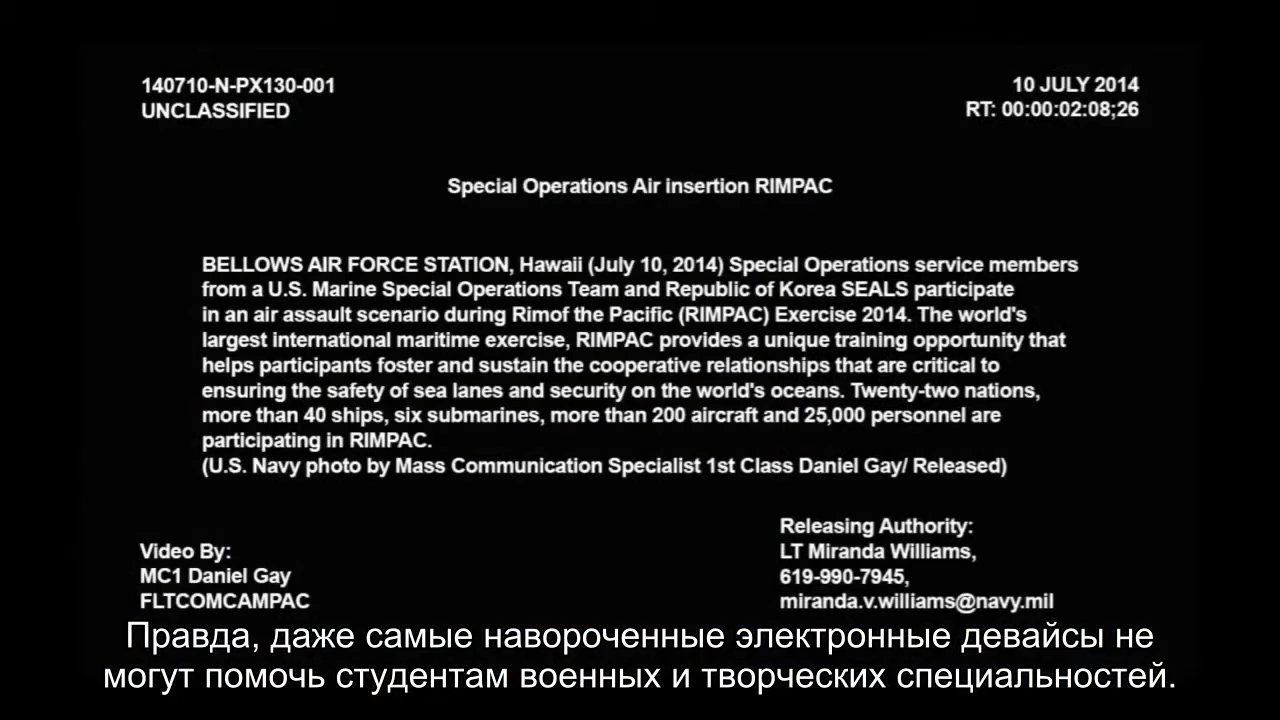 140710-N-PX130-001
UNCLASSIFIED
10 JULY 2014
RT: 00:00:02:08;26
Special Operations Air insertion RIMPAC
BELLOWS AIR FORCE STATION, Hawaii (July 10, 2014) Special Operations service members
from a U.S. Marine Special Operations Team and Republic of Korea SEALS participate
in an air assault scenario during Rimof the Pacific (RIMPAC) Exercise 2014. The world's
largest international maritime exercise, RIMPAC provides a unique training opportunity that
helps participants foster and sustain the cooperative relationships that are critical to
ensuring the safety of sea lanes and security on the world's oceans. Twenty-two nations,
more than 40 ships, six submarines, more than 200 aircraft and 25,000 personnel are
participating in RIMPAC.
(U.S. Navy photo by Mass Communication Specialist 1st Class Daniel Gay/ Released)
Video By:
MC1 Daniel Gay
FLTCOMCAMPAC
Releasing Authority:
LT Miranda Williams,
619-990-7945,
miranda.v.williams@navy.mil
Правда, даже самые навороченные электронные девайсы не
могут помочь студентам военных и творческих специальностей.